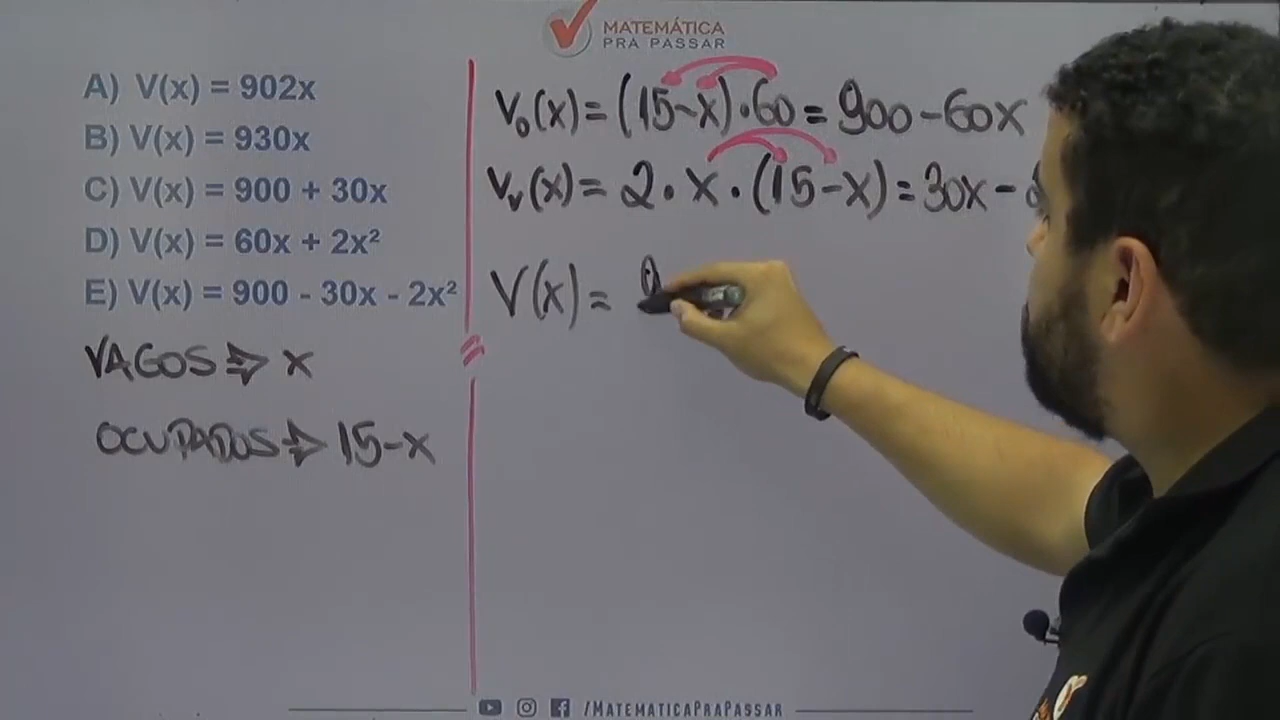 MATEMÁTICA
PRA PASSAR
A) V(x) = 902x
B) V(x) = 930x
C) V(x) = 900 + 30x
D) V(x) = 60x + 2x²
E) V(x) = 900 - 30x - 2x²
VAGOS ⇒ x
OCUPADOS ⇒ 15-x
V₀(x) = (15-x)·60 = 900-60x
Vᵥ(x) = 2·x·(15-x) = 30x-
V(x) =
/MATEMATICAPRAPASSAR